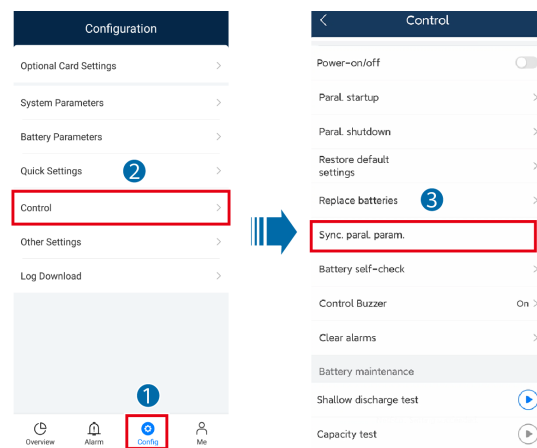 Configuration
Optional Card Settings
System Parameters
Battery Parameters
Quick Settings
2
Control
Other Settings
Log Download
1
Overview
Alarm
Config
Me
Control
Power-on/off
Paral. startup
Paral. shutdown
Restore default
settings
Replace batteries
3
Sync. paral. param.
Battery self-check
Control Buzzer
On
Clear alarms
Battery maintenance
Shallow discharge test
Capacity test